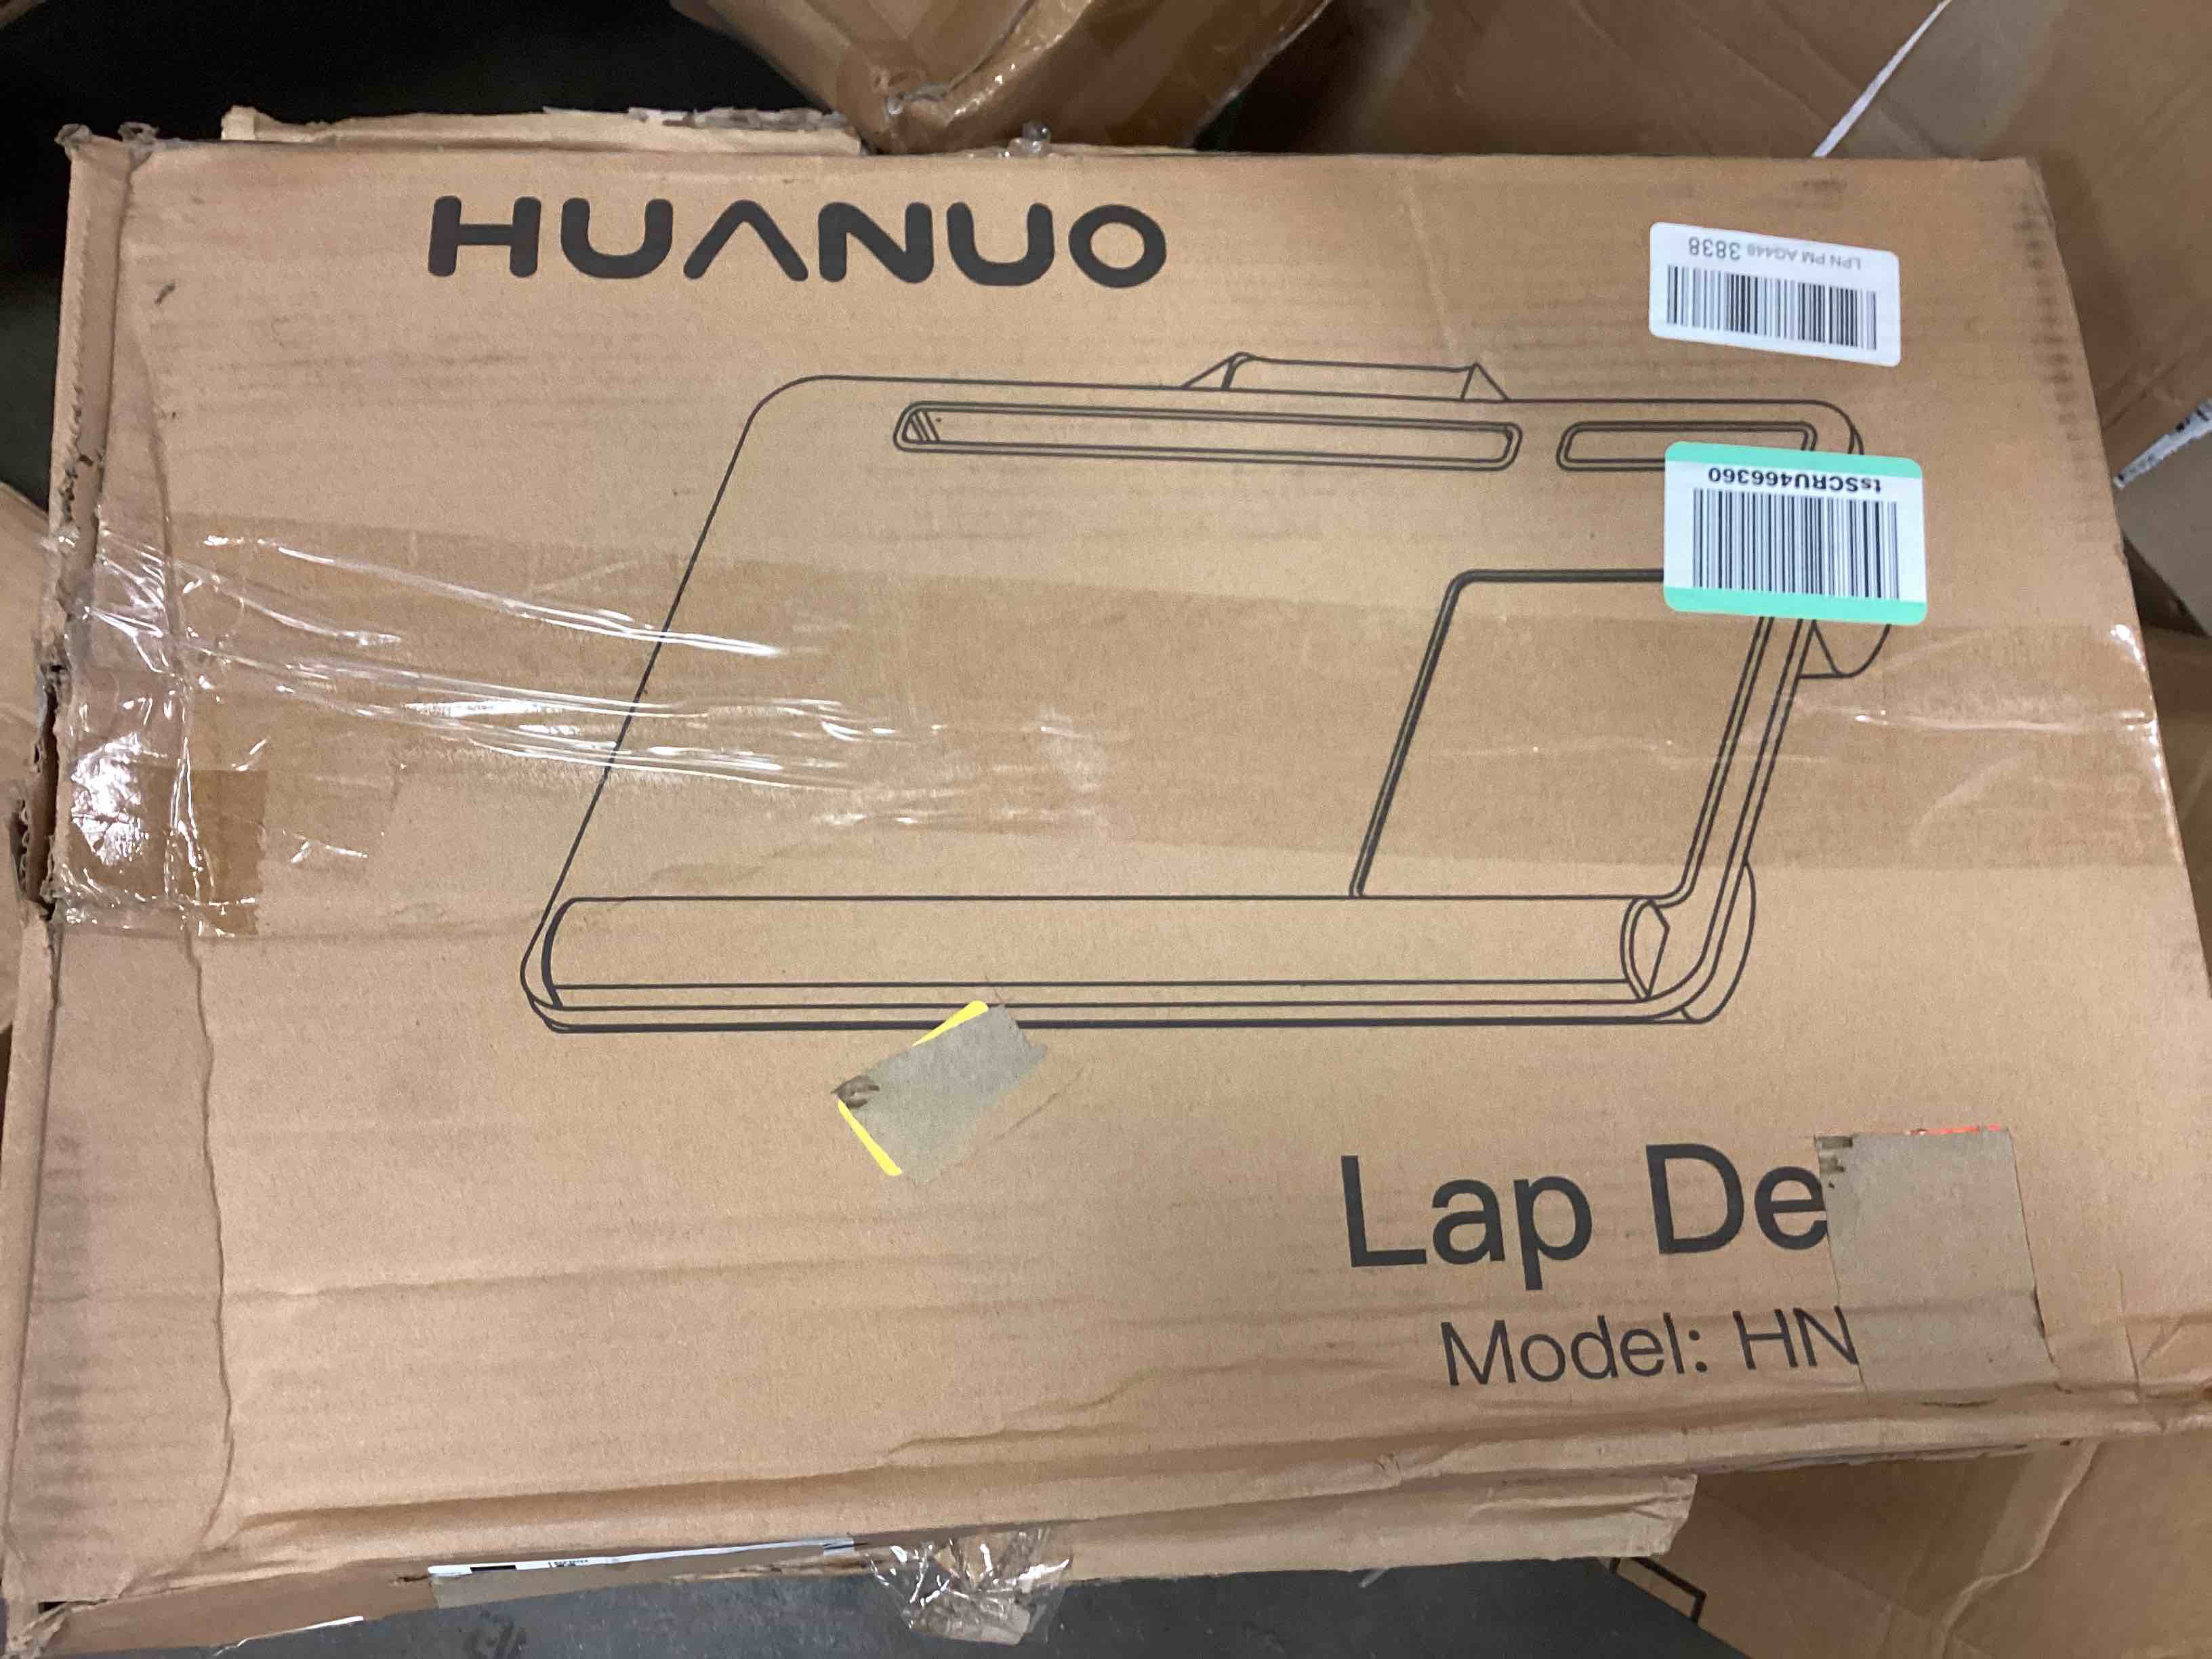 HUANUO
LPN PM AG448 3838
tsSCRU466360
Lap De
Model: HN